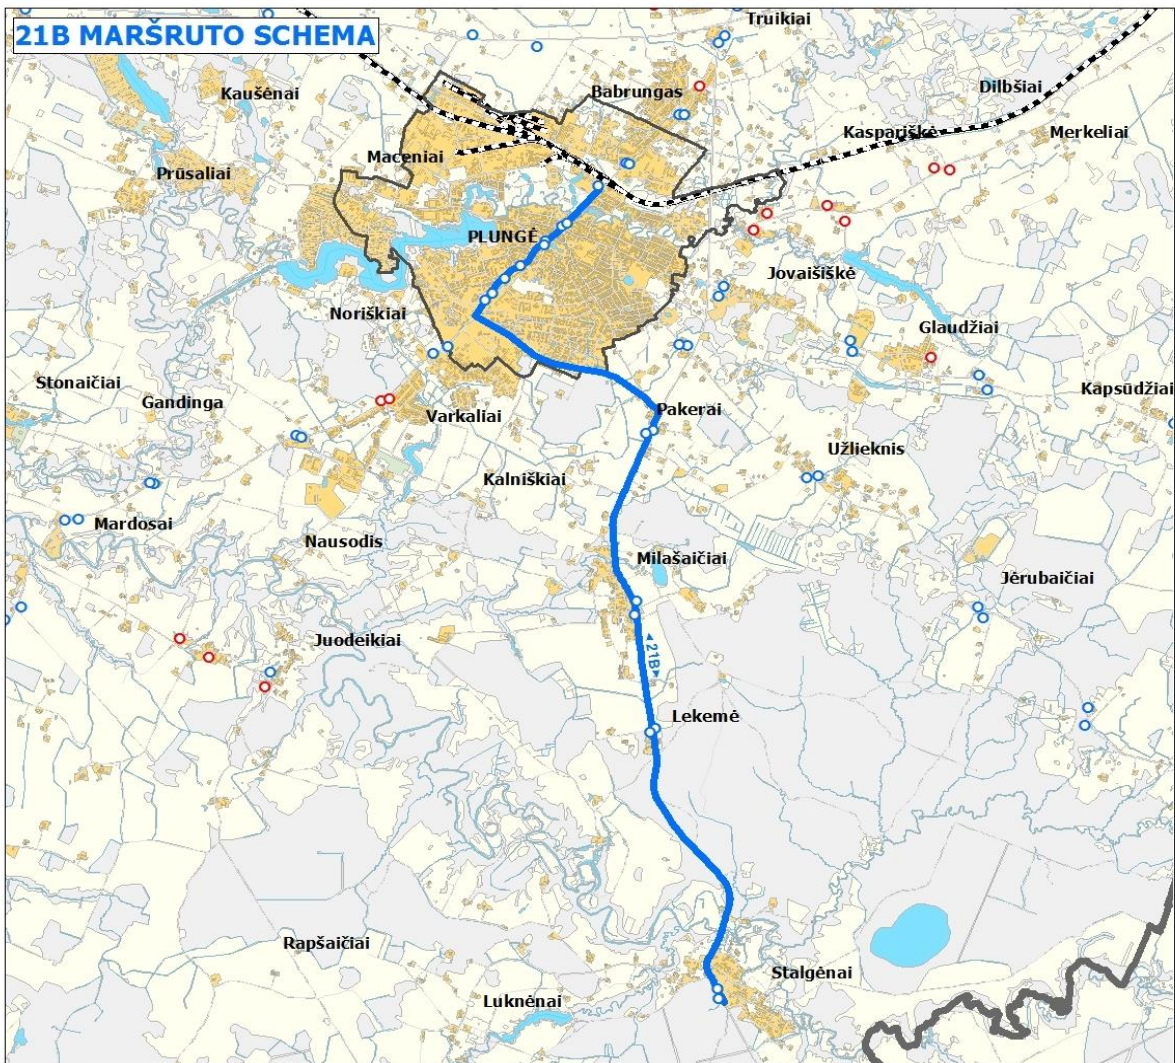 21B MARŠRUTO SCHEMA
Truikiai
Kaušėnai
Babrungas
Dilbšiai
Kaspariškė
Merkeliai
Maceniai
Prūsaliai
PLUNGĖ
Jovaišiškė
Noriškiai
Glaudžiai
Stonaičiai
Gandinga
Kapsūdžiai
Varkaliai
Pakerai
Užlieknis
Kalniškiai
Mardosai
Nausodis
Milašaičiai
Jėrubaičiai
Juodeikiai
◄21B►
Lekemė
Rapšaičiai
Stalgėnai
Luknėnai